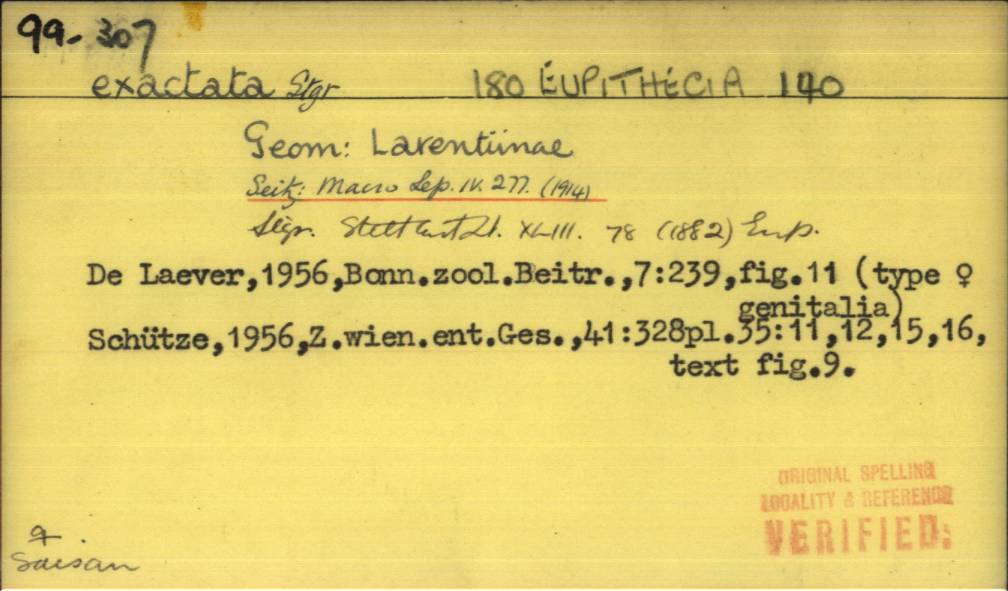 99-307
exactata Stgr 180 EUPITHECIA 140
Geom: Larentiinae
Seitz: Macro Lep. IV. 277. (1914)
Stgr. Stett Ent Zt. XLIII. 78 (1882) Eup.
De Laever,1956,Bonn.zool.Beitr.,7:239,fig.11 (type ♀
genitalia)
Schütze,1956,Z.wien.ent.Ges.,41:328pl.35:11,12,15,16,
text fig.9.
ORIGINAL SPELLING
LOCALITY & REFERENCE
VERIFIED:
Saisan